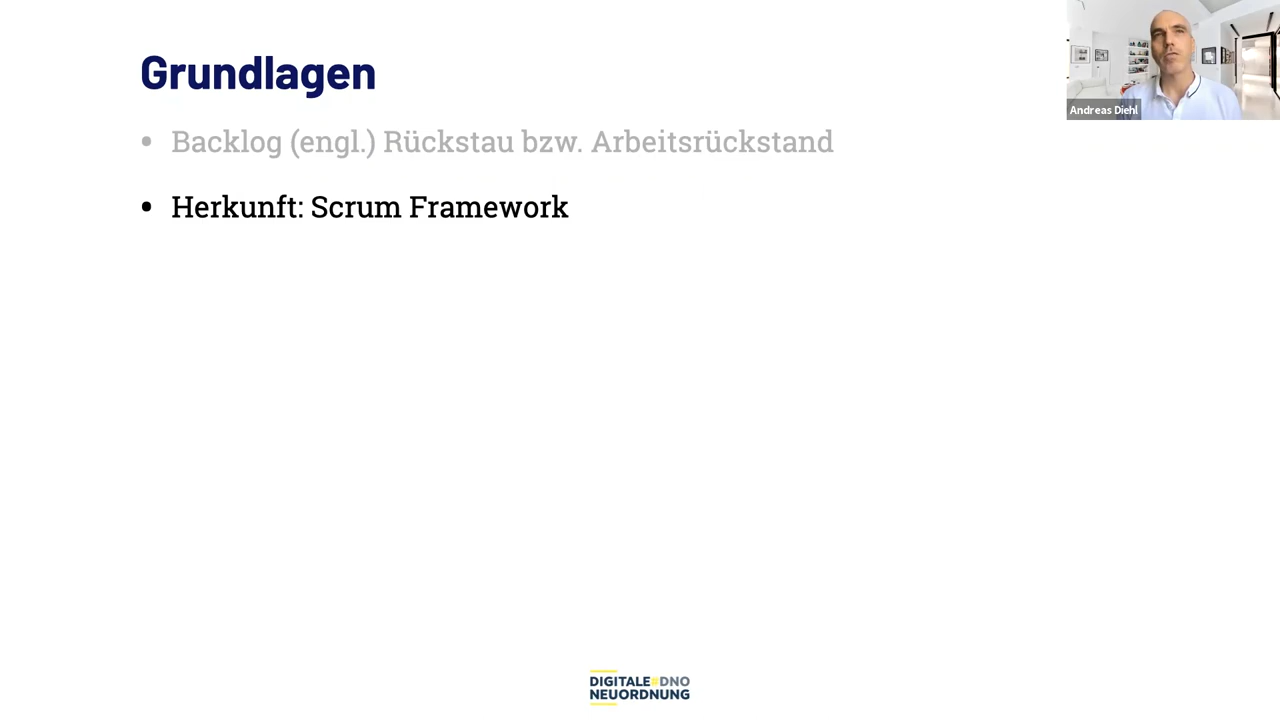 Grundlagen
• Backlog (engl.) Rückstau bzw. Arbeitsrückstand
• Herkunft: Scrum Framework
Andreas Diehl
DIGITALE#DNO
NEUORDNUNG